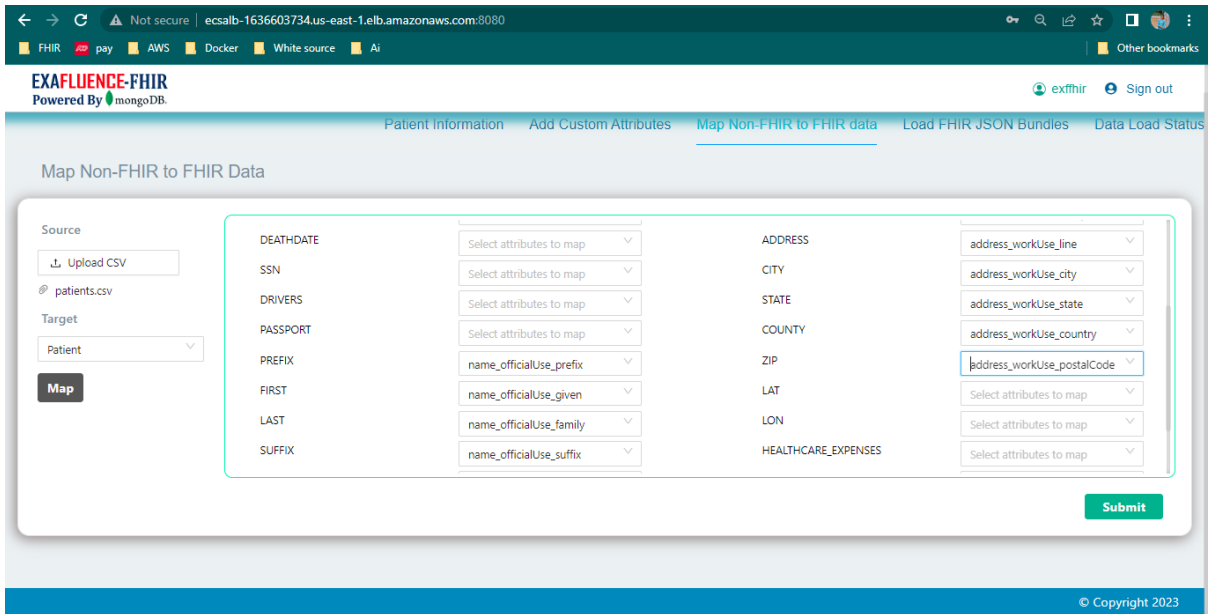 Not secure | ecsalb-1636603734.us-east-1.elb.amazonaws.com:8080
FHIR pay AWS Docker White source Ai Other bookmarks
EXAFLUENCE-FHIR
Powered By mongoDB.
exffhir Sign out
Patient Information Add Custom Attributes Map Non-FHIR to FHIR data Load FHIR JSON Bundles Data Load Status
Map Non-FHIR to FHIR Data
Source
Upload CSV
patients.csv
Target
Patient
Map
DEATHDATE Select attributes to map ADDRESS address_workUse_line
SSN Select attributes to map CITY address_workUse_city
DRIVERS Select attributes to map STATE address_workUse_state
PASSPORT Select attributes to map COUNTY address_workUse_country
PREFIX name_officialUse_prefix ZIP address_workUse_postalCode
FIRST name_officialUse_given LAT Select attributes to map
LAST name_officialUse_family LON Select attributes to map
SUFFIX name_officialUse_suffix HEALTHCARE_EXPENSES Select attributes to map
Submit
© Copyright 2023